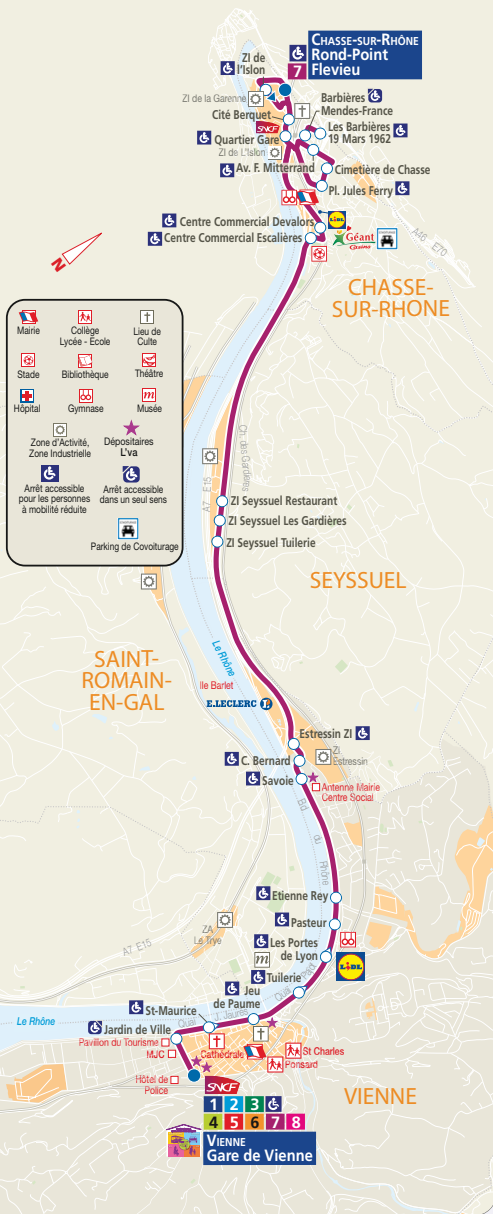 CHASSE-SUR-RHÔNE
Rond-Point
Flevieu
7
ZI de
l'Islon
ZI de la Garenne
Cité Berquet
SNCF
Quartier Gare
ZI de L'Islon
Barbières
Mendes-France
Les Barbières
19 Mars 1962
Av. F. Mitterrand
Cimetière de Chasse
Pl. Jules Ferry
Centre Commercial Devalors
LIDL
Centre Commercial Escalières
Géant
Casino
A46 E70
N
CHASSE-
SUR-RHONE
Mairie
Collège
Lycée - Ecole
Lieu de
Culte
Stade
Bibliothèque
Théâtre
Hôpital
Gymnase
m
Musée
Zone d'Activité,
Zone Industrielle
Dépositaires
L'va
Arrêt accessible
pour les personnes
à mobilité réduite
Arrêt accessible
dans un seul sens
Parking de Covoiturage
Ch. des Gardières
A7 E15
ZI Seyssuel Restaurant
ZI Seyssuel Les Gardières
ZI Seyssuel Tuilerie
SEYSSUEL
SAINT-
ROMAIN-
EN-GAL
Le Rhône
Ile Barlet
E.LECLERC L
Estressin ZI
ZI
Estressin
C. Bernard
Savoie
Antenne Mairie
Centre Social
Bd du Rhône
Etienne Rey
Pasteur
ZA
Le Trye
A7 E15
Les Portes
de Lyon
LIDL
m
Tuilerie
Quai Pajot
Jeu
de Paume
St-Maurice
Quai J. Jaurès
Le Rhône
Jardin de Ville
Pavillon du Tourisme
MJC
Cathédrale
St Charles
Ponsard
Hôtel de
Police
SNCF
VIENNE
1 2 3
4 5 6 7 8
VIENNE
Gare de Vienne